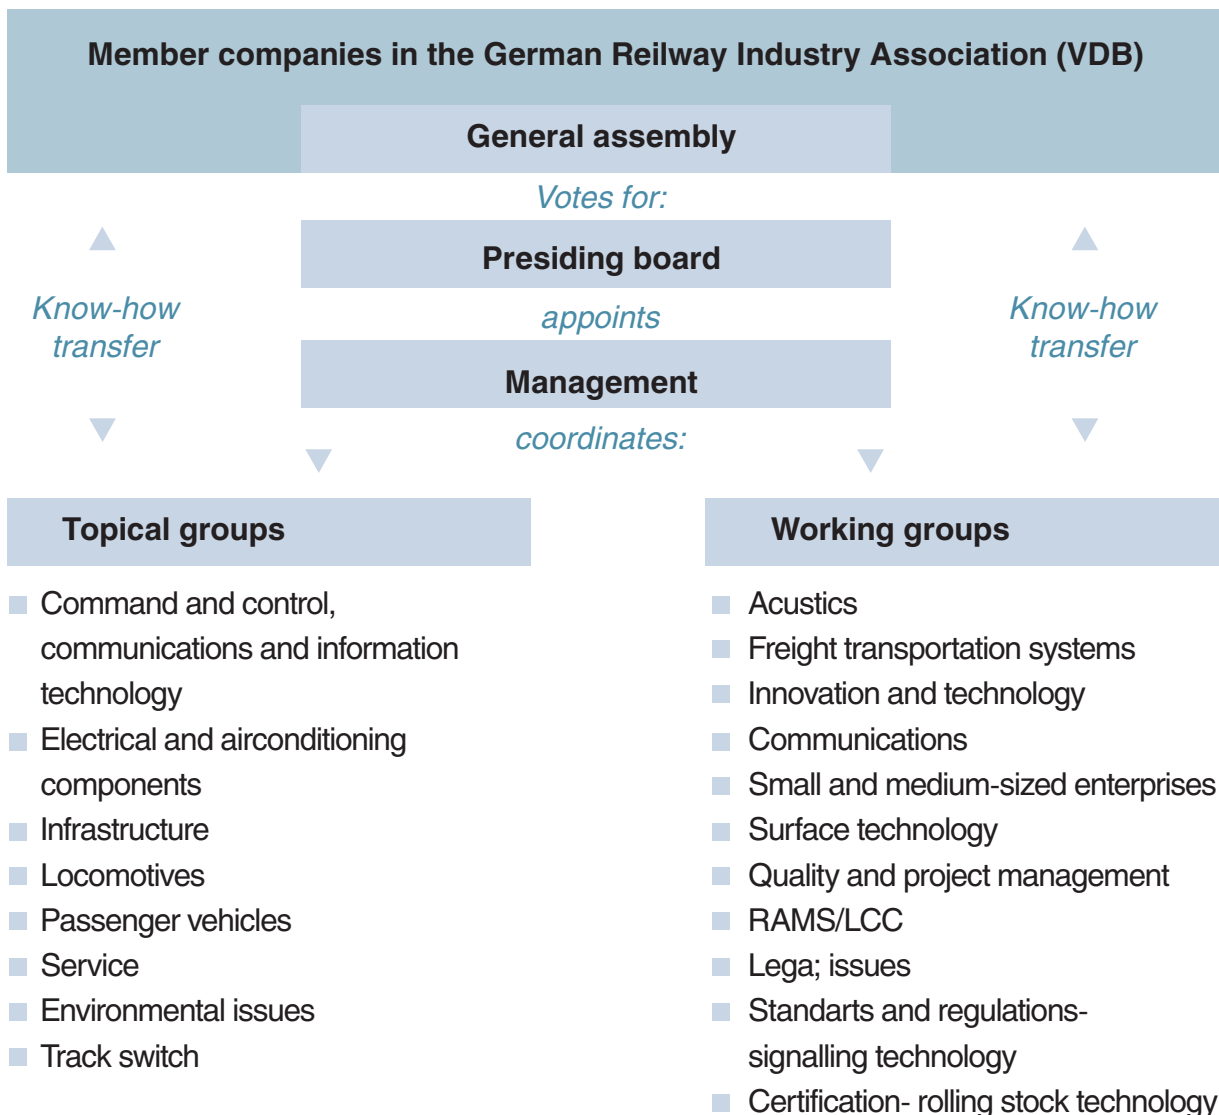 Member companies in the German Reilway Industry Association (VDB)
General assembly
Votes for:
Presiding board
appoints
Management
coordinates:
Know-how
transfer
Know-how
transfer
Topical groups
Command and control,
communications and information
technology
Electrical and airconditioning
components
Infrastructure
Locomotives
Passenger vehicles
Service
Environmental issues
Track switch
Working groups
Acustics
Freight transportation systems
Innovation and technology
Communications
Small and medium-sized enterprises
Surface technology
Quality and project management
RAMS/LCC
Lega; issues
Standarts and regulations-
signalling technology
Certification- rolling stock technology